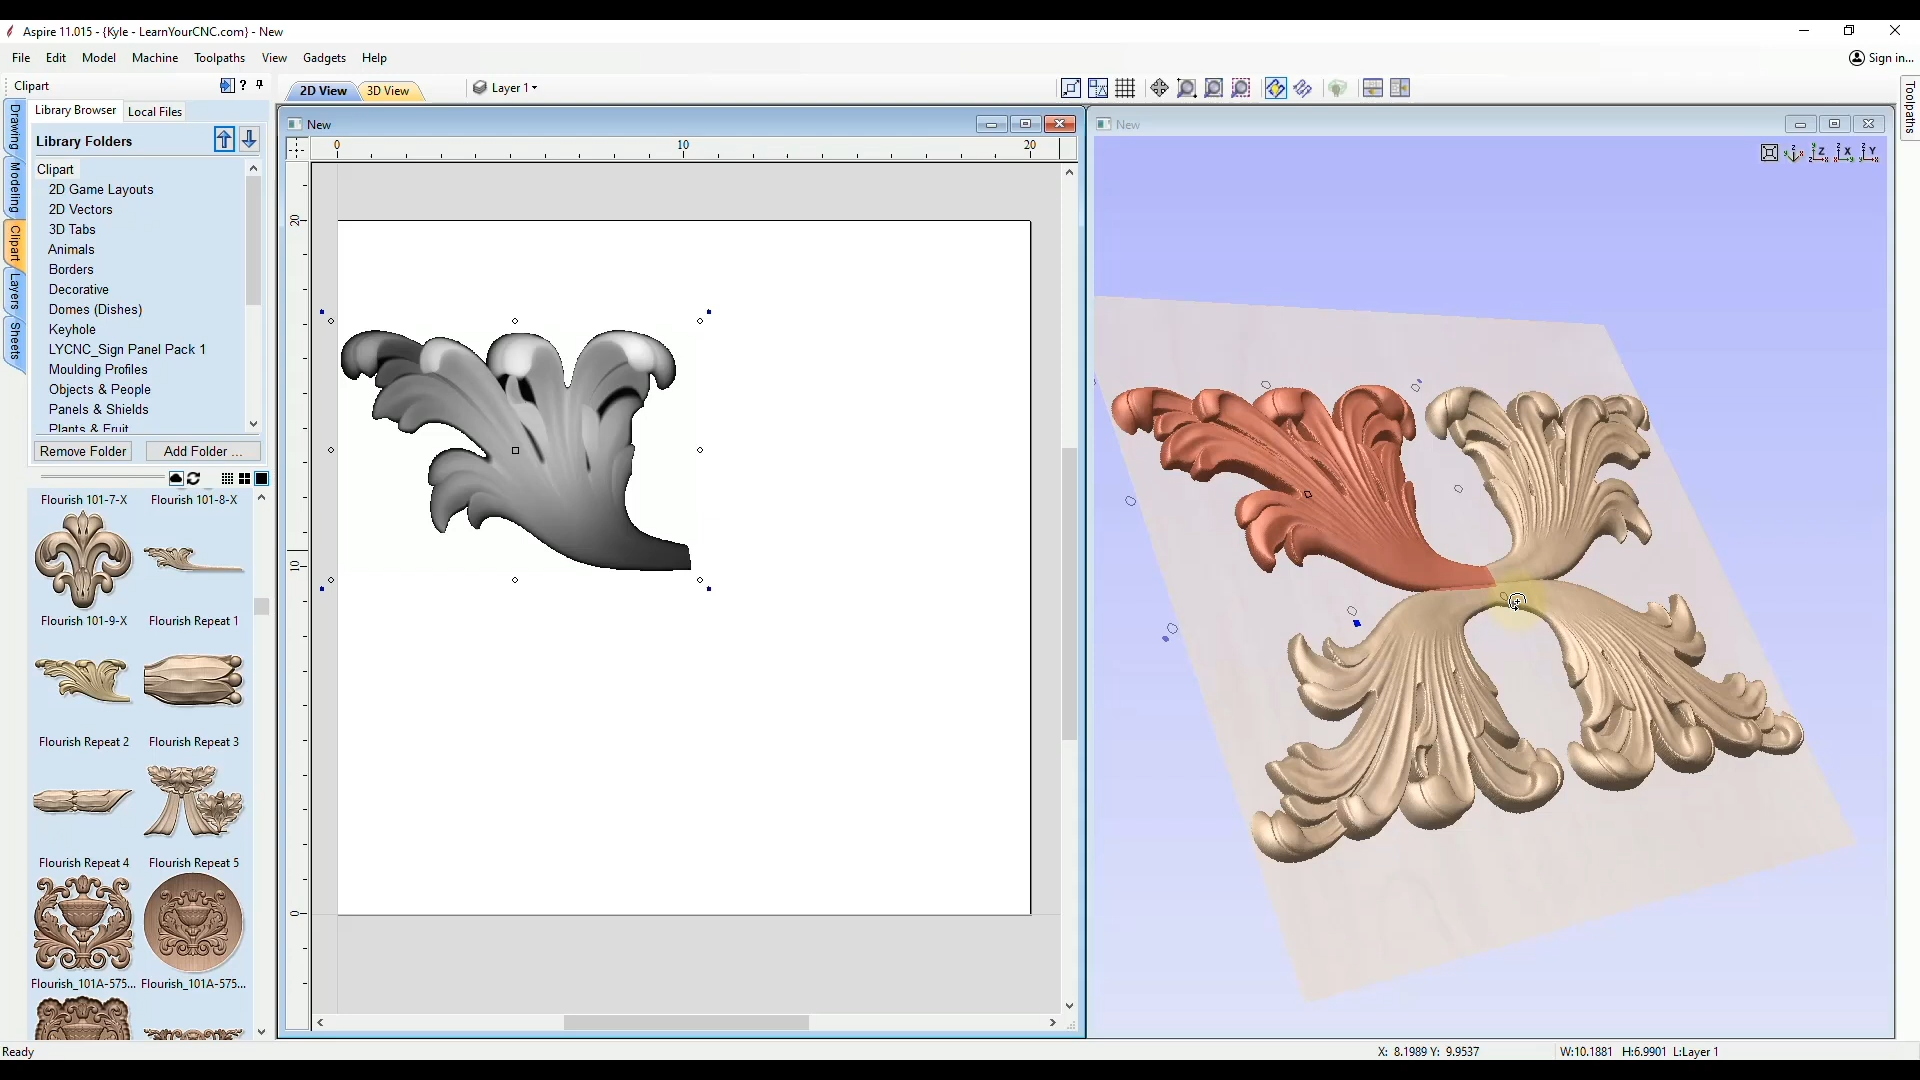 Aspire 11.015 - {Kyle - LearnYourCNC.com} - New
File Edit Model Machine Toolpaths View Gadgets Help
Sign in...
Clipart
?
2D View 3D View Layer 1
Library Browser Local Files
Library Folders
Drawing
Modeling
Clipart
Layers
Sheets
Toolpaths
Clipart
2D Game Layouts
2D Vectors
3D Tabs
Animals
Borders
Decorative
Domes (Dishes)
Keyhole
LYCNC_Sign Panel Pack 1
Moulding Profiles
Objects & People
Panels & Shields
Plants & Fruit
Remove Folder Add Folder ...
Flourish 101-7-X Flourish 101-8-X
Flourish 101-9-X Flourish Repeat 1
Flourish Repeat 2 Flourish Repeat 3
Flourish Repeat 4 Flourish Repeat 5
Flourish_101A-575... Flourish_101A-575...
New
0 10 20
20
10
0
New
Z X Y
Ready
X: 8.1989 Y: 9.9537 W:10.1881 H:6.9901 L:Layer 1